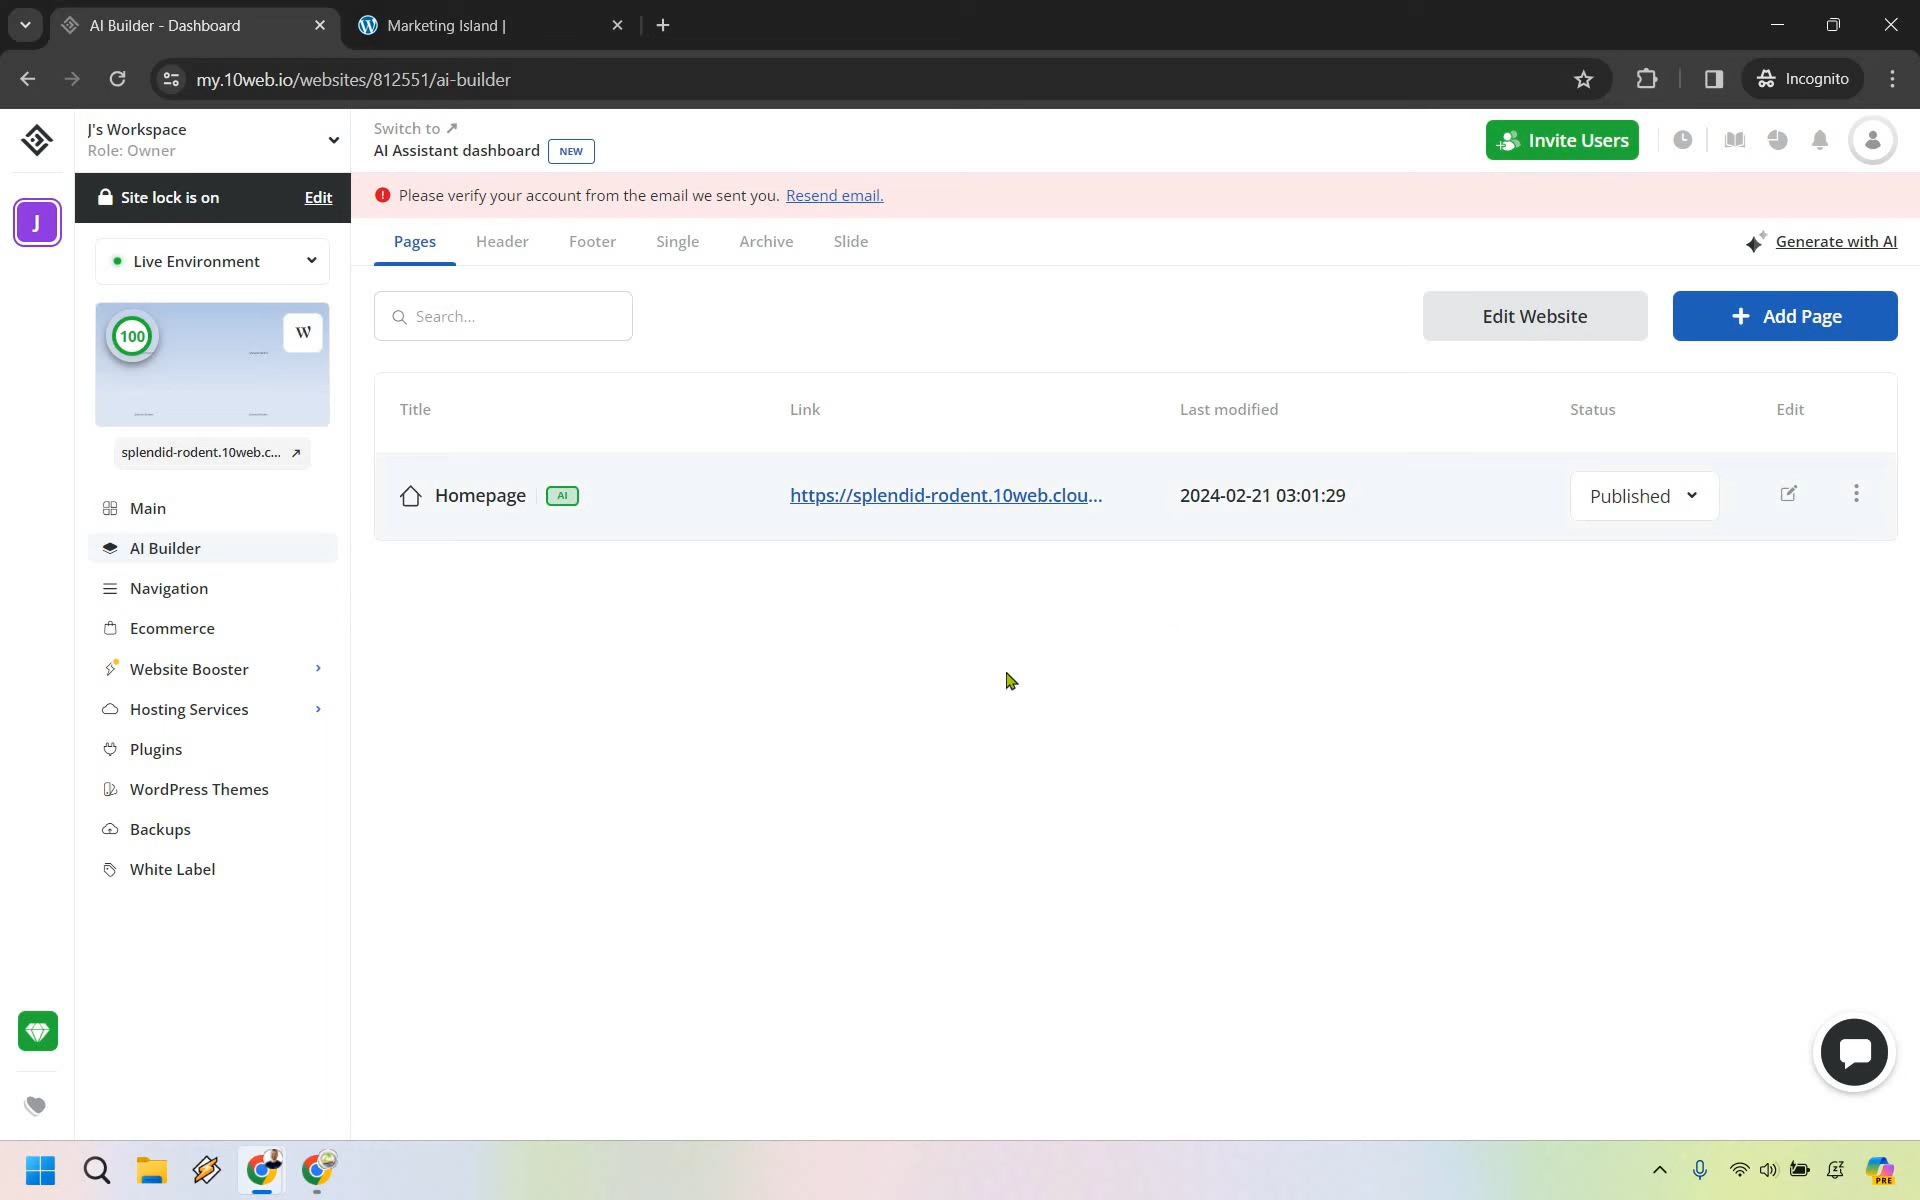 AI Builder - Dashboard
Marketing Island |
my.10web.io/websites/812551/ai-builder
Incognito
J's Workspace
Role: Owner
Switch to ↗
AI Assistant dashboard NEW
Invite Users
Site lock is on Edit
Please verify your account from the email we sent you. Resend email.
J
Live Environment
Pages Header Footer Single Archive Slide
Generate with AI
100
W
Search...
Edit Website
+ Add Page
splendid-rodent.10web.c... ↗
Title Link Last modified Status Edit
Homepage AI https://splendid-rodent.10web.clou... 2024-02-21 03:01:29 Published
Main
AI Builder
Navigation
Ecommerce
Website Booster
Hosting Services
Plugins
WordPress Themes
Backups
White Label
PRE